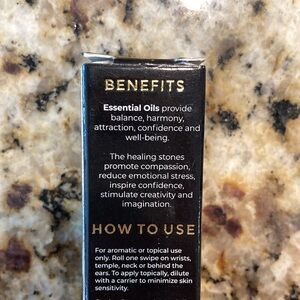 BENEFITS
Essential Oils provide
balance, harmony,
attraction, confidence and
well-being.
The healing stones
promote compassion,
reduce emotional stress,
inspire confidence,
stimulate creativity and
imagination.
HOW TO USE
For aromatic or topical use
only. Roll one swipe on wrists,
temple, neck or behind the
ears. To apply topically, dilute
with a carrier to minimize skin
sensitivity.